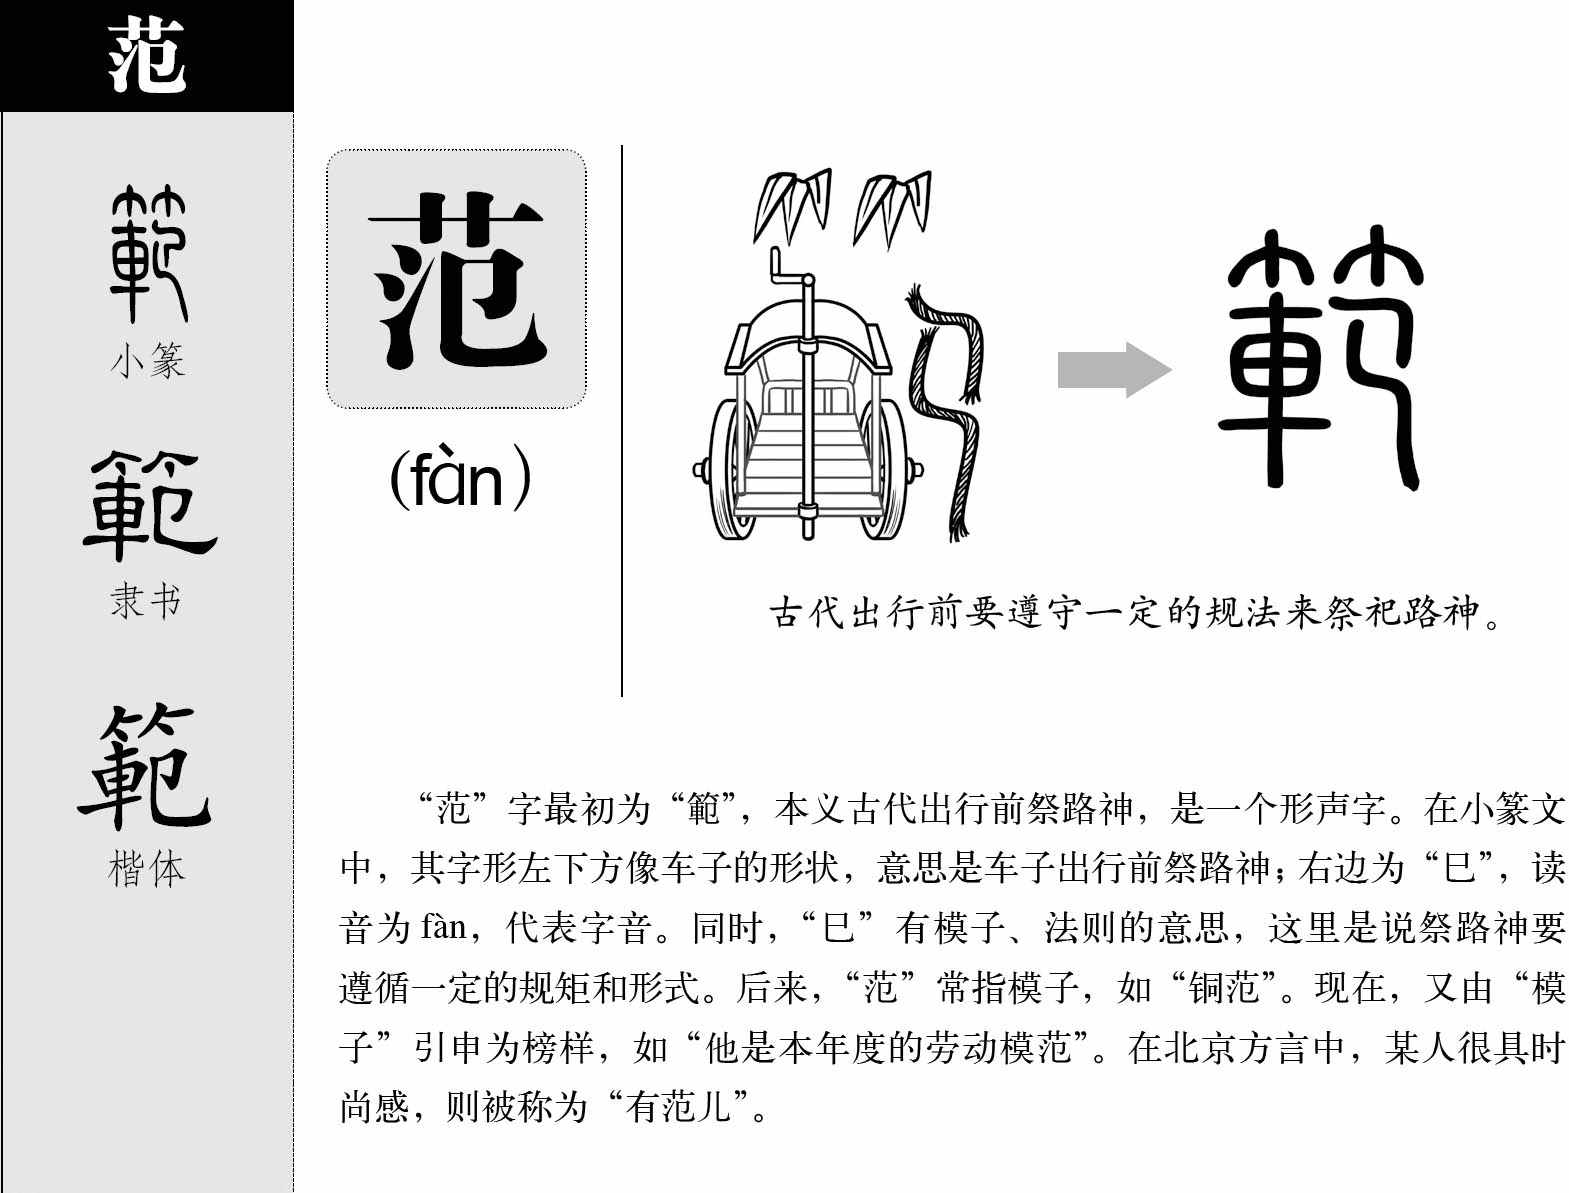 范
範
小篆
範
隶书
範
楷体
范
(fàn)
範
古代出行前要遵守一定的规法来祭祀路神。
“范”字最初为“範”，本义古代出行前祭路神，是一个形声字。在小篆文
中，其字形左下方像车子的形状，意思是车子出行前祭路神；右边为“巳”，读
音为fàn，代表字音。同时，“巳”有模子、法则的意思，这里是说祭路神要
遵循一定的规矩和形式。后来，“范”常指模子，如“铜范”。现在，又由“模
子”引申为榜样，如“他是本年度的劳动模范”。在北京方言中，某人很具时
尚感，则被称为“有范儿”。